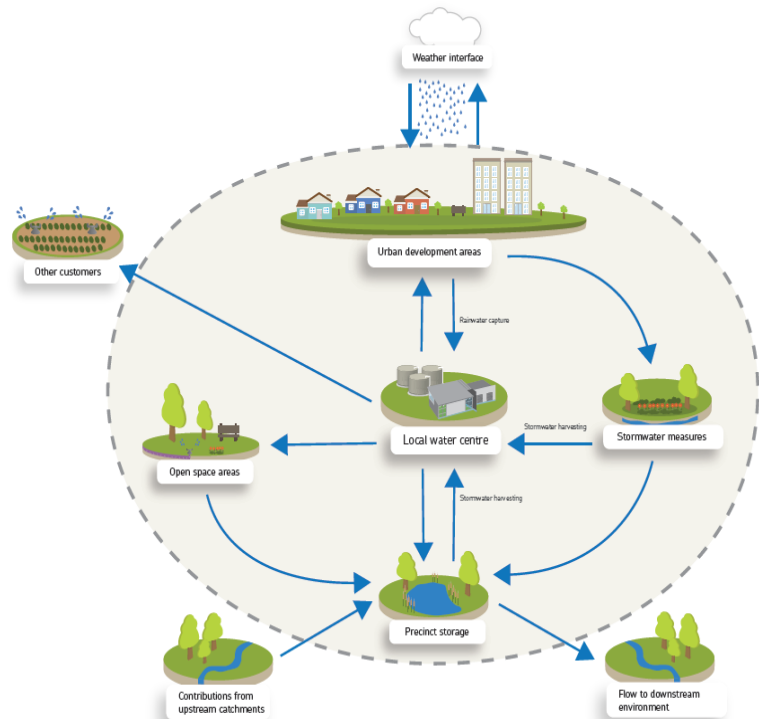 Weather interface
Urban development areas
Other customers
Rainwater capture
Local water centre
Stormwater harvesting
Stormwater measures
Open space areas
Stormwater harvesting
Precinct storage
Contributions from
upstream catchments
Flow to downstream
environment